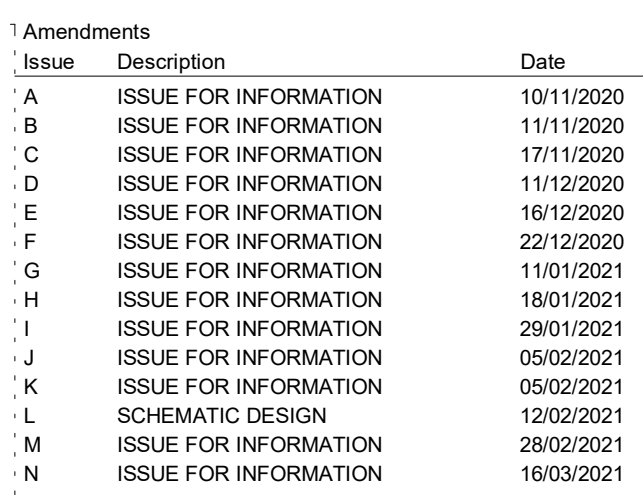 Amendments
Issue Description Date
A ISSUE FOR INFORMATION 10/11/2020
B ISSUE FOR INFORMATION 11/11/2020
C ISSUE FOR INFORMATION 17/11/2020
D ISSUE FOR INFORMATION 11/12/2020
E ISSUE FOR INFORMATION 16/12/2020
F ISSUE FOR INFORMATION 22/12/2020
G ISSUE FOR INFORMATION 11/01/2021
H ISSUE FOR INFORMATION 18/01/2021
I ISSUE FOR INFORMATION 29/01/2021
J ISSUE FOR INFORMATION 05/02/2021
K ISSUE FOR INFORMATION 05/02/2021
L SCHEMATIC DESIGN 12/02/2021
M ISSUE FOR INFORMATION 28/02/2021
N ISSUE FOR INFORMATION 16/03/2021